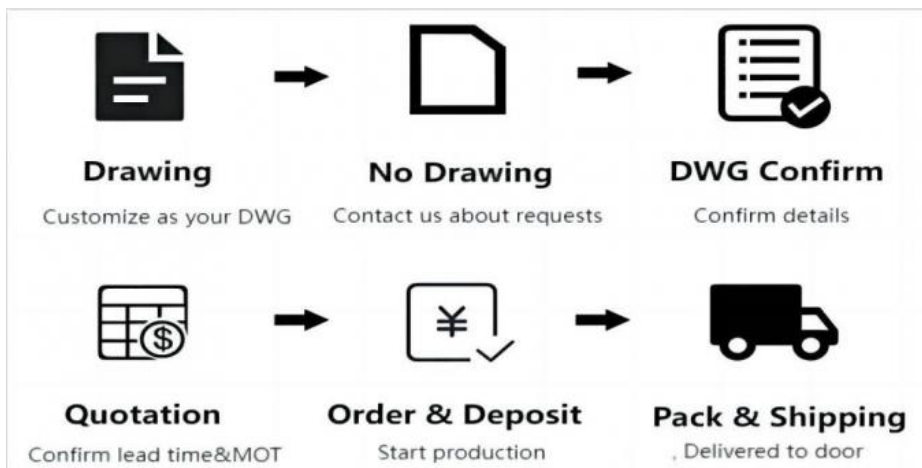 Drawing
No Drawing
DWG Confirm
Customize as your DWG
Contact us about requests
Confirm details
$
¥
Quotation
Order & Deposit
Pack & Shipping
Confirm lead time&MOT
Start production
, Delivered to door